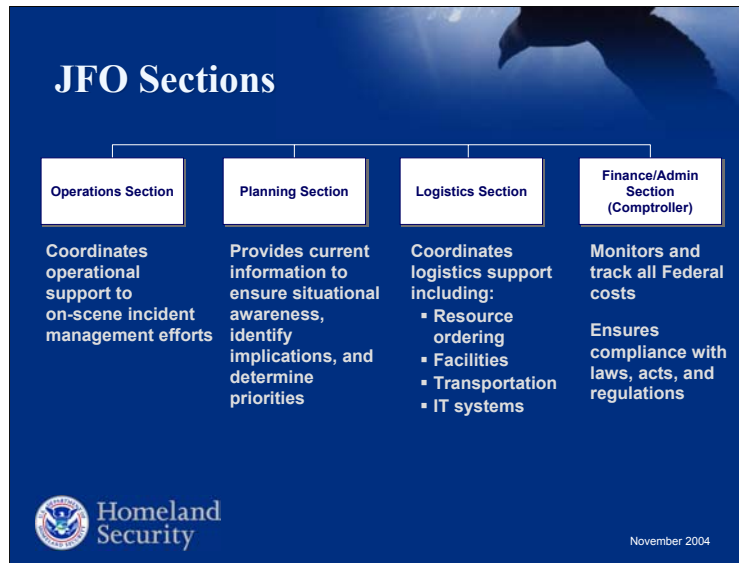 JFO Sections
Operations Section
Planning Section
Logistics Section
Finance/Admin
Section
(Comptroller)
Coordinates
operational
support to
on-scene incident
management efforts
Provides current
information to
ensure situational
awareness,
identify
implications, and
determine
priorities
Coordinates
logistics support
including:
▪ Resource
ordering
▪ Facilities
▪ Transportation
▪ IT systems
Monitors and
track all Federal
costs
Ensures
compliance with
laws, acts, and
regulations
Homeland
Security
November 2004